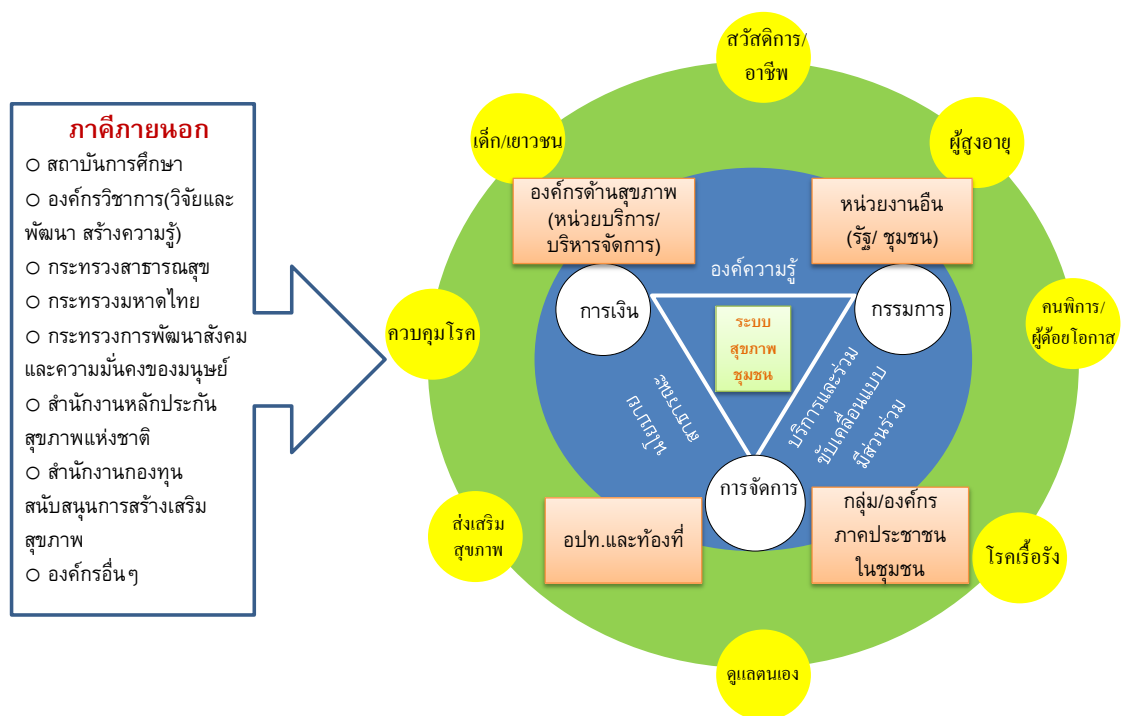 ภาคีภายนอก
○ สถาบันการศึกษา
○ องค์กรวิชาการ(วิจัยและ
พัฒนา สร้างความรู้)
○ กระทรวงสาธารณสุข
○ กระทรวงมหาดไทย
○ กระทรวงการพัฒนาสังคม
และความมั่นคงของมนุษย์
○ สำนักงานหลักประกัน
สุขภาพแห่งชาติ
○ สำนักงานกองทุน
สนับสนุนการสร้างเสริม
สุขภาพ
○ องค์กรอื่นๆ
สวัสดิการ/
อาชีพ
เด็ก/เยาวชน
ผู้สูงอายุ
องค์กรด้านสุขภาพ
(หน่วยบริการ/
บริหารจัดการ)
หน่วยงานอื่น
(รัฐ/ ชุมชน)
องค์ความรู้
การเงิน
กรรมการ
ควบคุมโรค
คนพิการ/
ผู้ด้อยโอกาส
ระบบ
สุขภาพ
ชุมชน
นโยบาย
สาธารณะ
บริการและร่วม
ขับเคลื่อนแบบ
มีส่วนร่วม
การจัดการ
ส่งเสริม
สุขภาพ
อปท.และท้องที่
กลุ่ม/องค์กร
ภาคประชาชน
ในชุมชน
โรคเรื้อรัง
ดูแลตนเอง